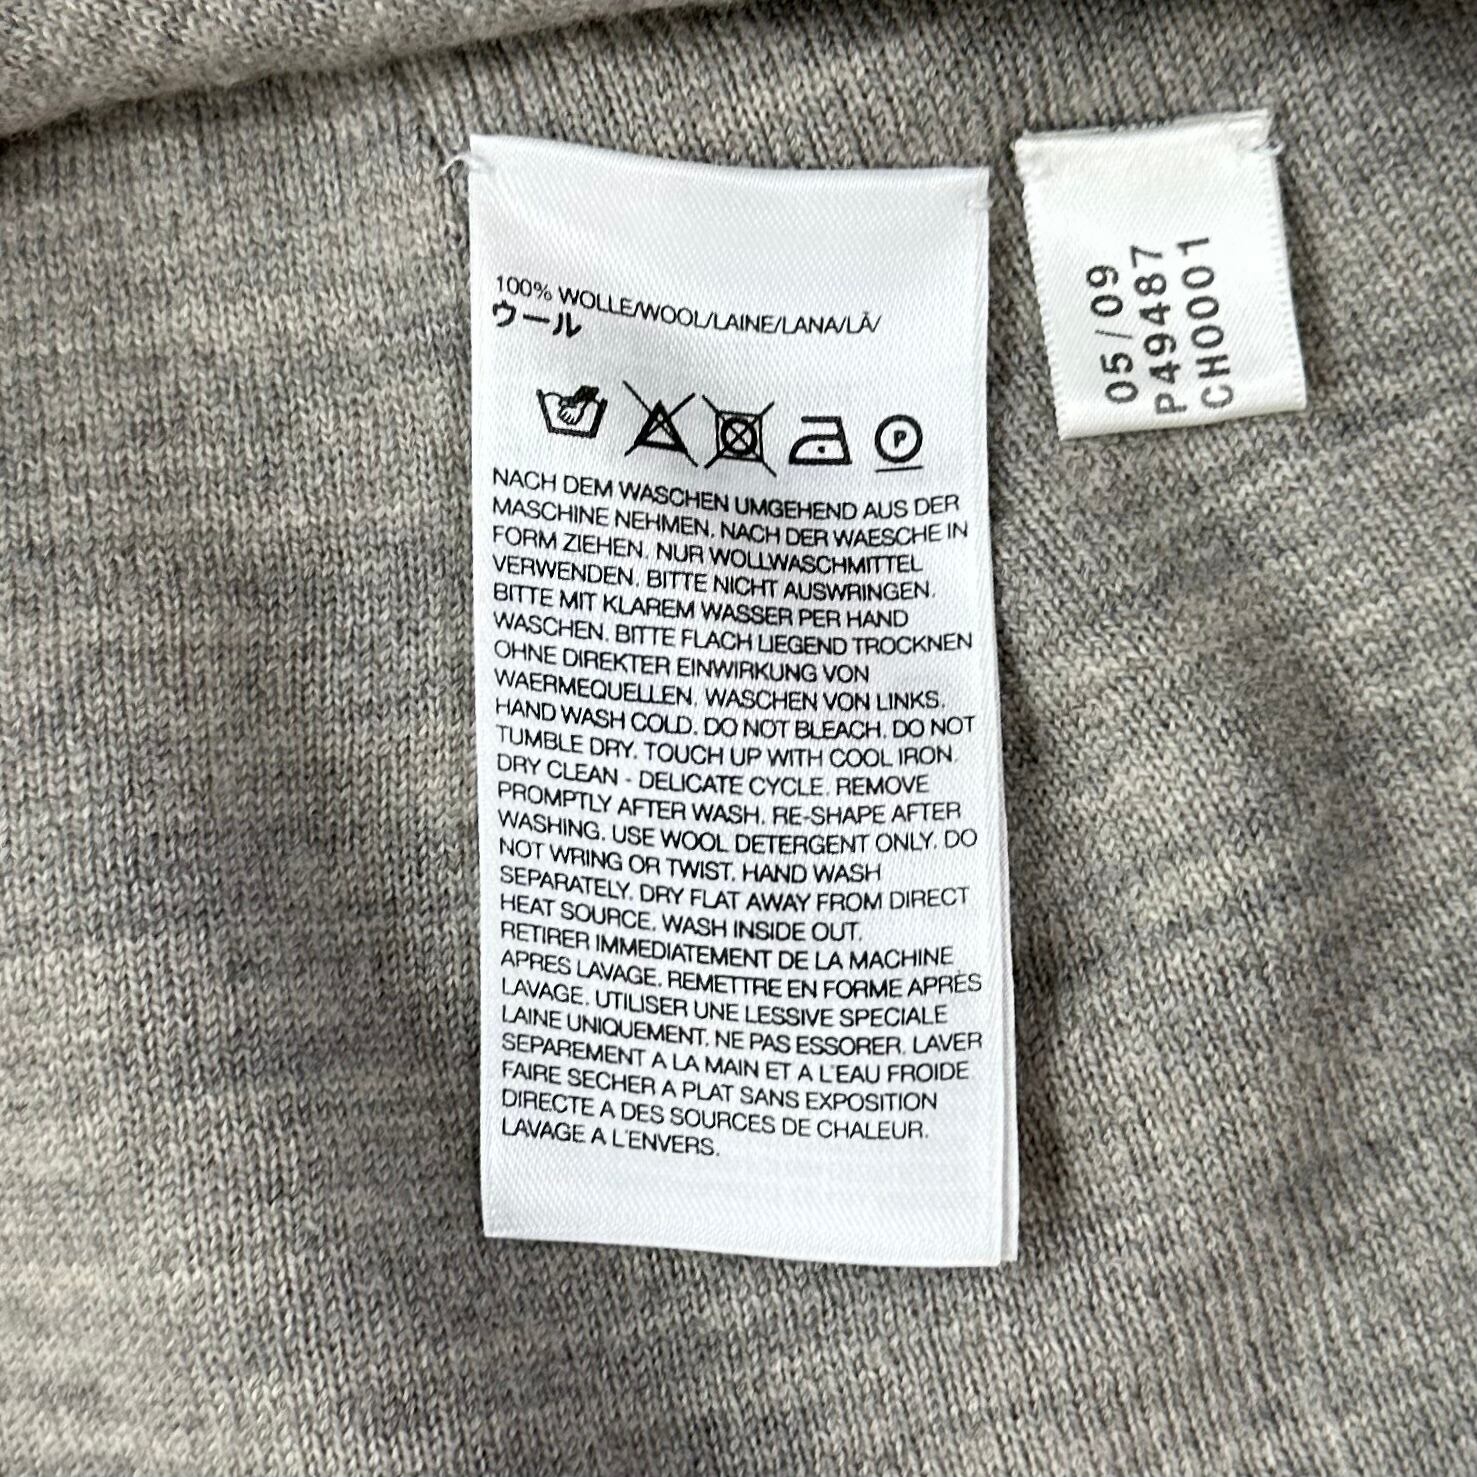 100% WOLLE/WOOL/LAINE/LANA/LÃ/
ウール
P
NACH DEM WASCHEN UMGEHEND AUS DER
MASCHINE NEHMEN. NACH DER WAESCHE IN
FORM ZIEHEN. NUR WOLLWASCHMITTEL
VERWENDEN. BITTE NICHT AUSWRINGEN.
BITTE MIT KLAREM WASSER PER HAND
WASCHEN. BITTE FLACH LIEGEND TROCKNEN
OHNE DIREKTER EINWIRKUNG VON
WAERMEQUELLEN. WASCHEN VON LINKS.
HAND WASH COLD. DO NOT BLEACH. DO NOT
TUMBLE DRY. TOUCH UP WITH COOL IRON.
DRY CLEAN - DELICATE CYCLE. REMOVE
PROMPTLY AFTER WASH. RE-SHAPE AFTER
WASHING. USE WOOL DETERGENT ONLY. DO
NOT WRING OR TWIST. HAND WASH
SEPARATELY. DRY FLAT AWAY FROM DIRECT
HEAT SOURCE. WASH INSIDE OUT.
RETIRER IMMEDIATEMENT DE LA MACHINE
APRES LAVAGE. REMETTRE EN FORME APRÈS
LAVAGE. UTILISER UNE LESSIVE SPECIALE
LAINE UNIQUEMENT. NE PAS ESSORER. LAVER
SEPAREMENT A LA MAIN ET A L'EAU FROIDE
FAIRE SECHER A PLAT SANS EXPOSITION
DIRECTE A DES SOURCES DE CHALEUR.
LAVAGE A L'ENVERS.
05/09
P49487
CH0001